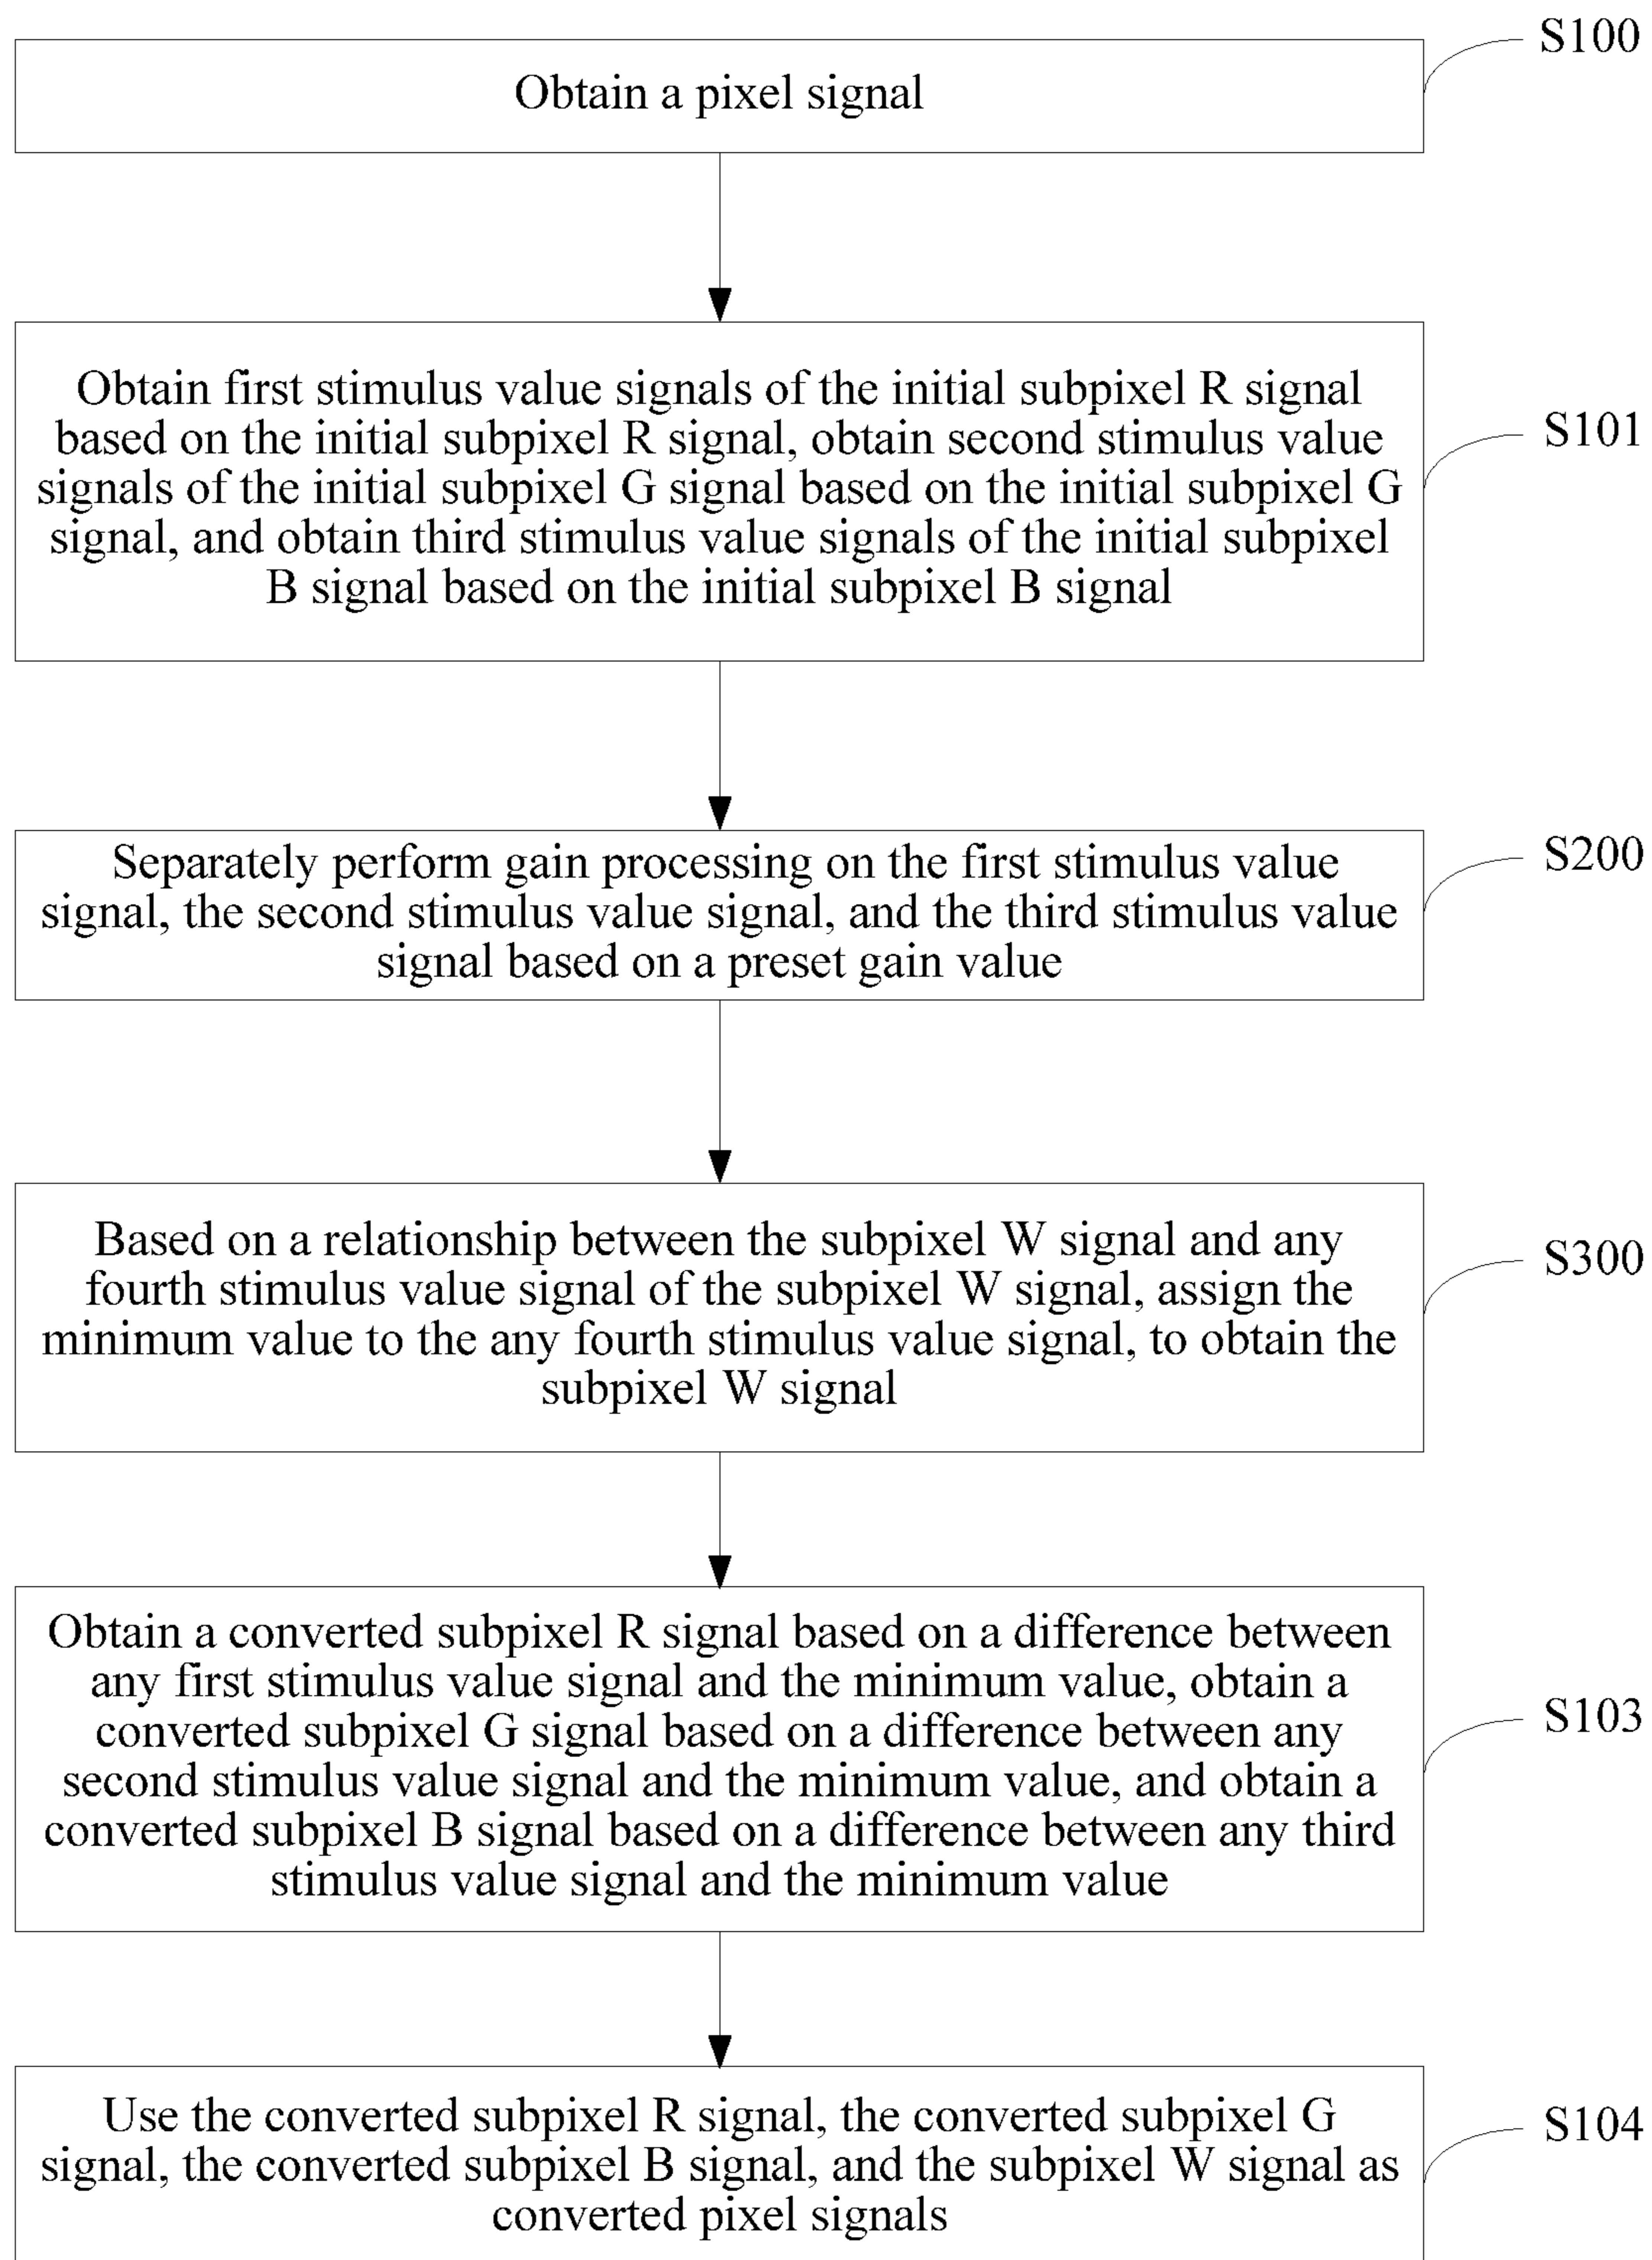 S100
Obtain a pixel signal
Obtain first stimulus value signals of the initial subpixel R signal
based on the initial subpixel R signal, obtain second stimulus value
signals of the initial subpixel G signal based on the initial subpixel G
signal, and obtain third stimulus value signals of the initial subpixel
B signal based on the initial subpixel B signal
S101
Separately perform gain processing on the first stimulus value
signal, the second stimulus value signal, and the third stimulus value
signal based on a preset gain value
S200
Based on a relationship between the subpixel W signal and any
fourth stimulus value signal of the subpixel W signal, assign the
minimum value to the any fourth stimulus value signal, to obtain the
subpixel W signal
S300
Obtain a converted subpixel R signal based on a difference between
any first stimulus value signal and the minimum value, obtain a
converted subpixel G signal based on a difference between any
second stimulus value signal and the minimum value, and obtain a
converted subpixel B signal based on a difference between any third
stimulus value signal and the minimum value
S103
Use the converted subpixel R signal, the converted subpixel G
signal, the converted subpixel B signal, and the subpixel W signal as
converted pixel signals
S104